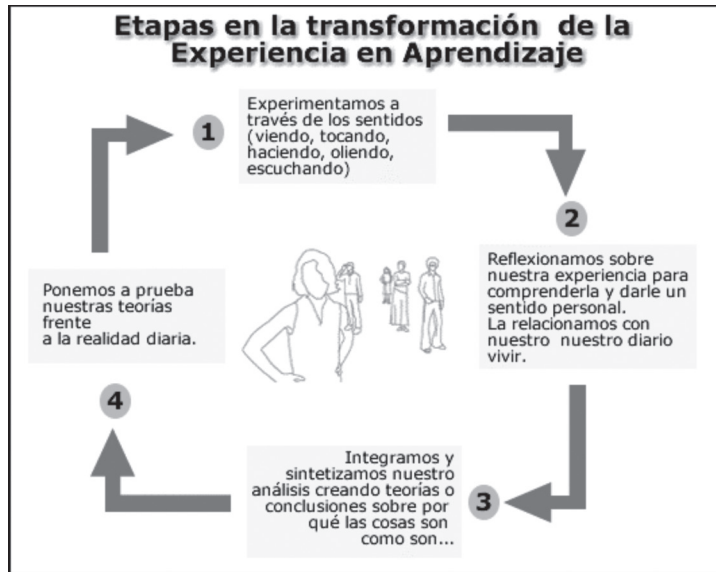 Etapas en la transformación de la
Experiencia en Aprendizaje
1
Experimentamos a
través de los sentidos
(viendo, tocando,
haciendo, oliendo,
escuchando)
2
Reflexionamos sobre
nuestra experiencia para
comprenderla y darle un
sentido personal.
La relacionamos con
nuestro nuestro diario
vivir.
3
Integramos y
sintetizamos nuestro
análisis creando teorías o
conclusiones sobre por
qué las cosas son
como son...
4
Ponemos a prueba
nuestras teorías
frente
a la realidad diaria.